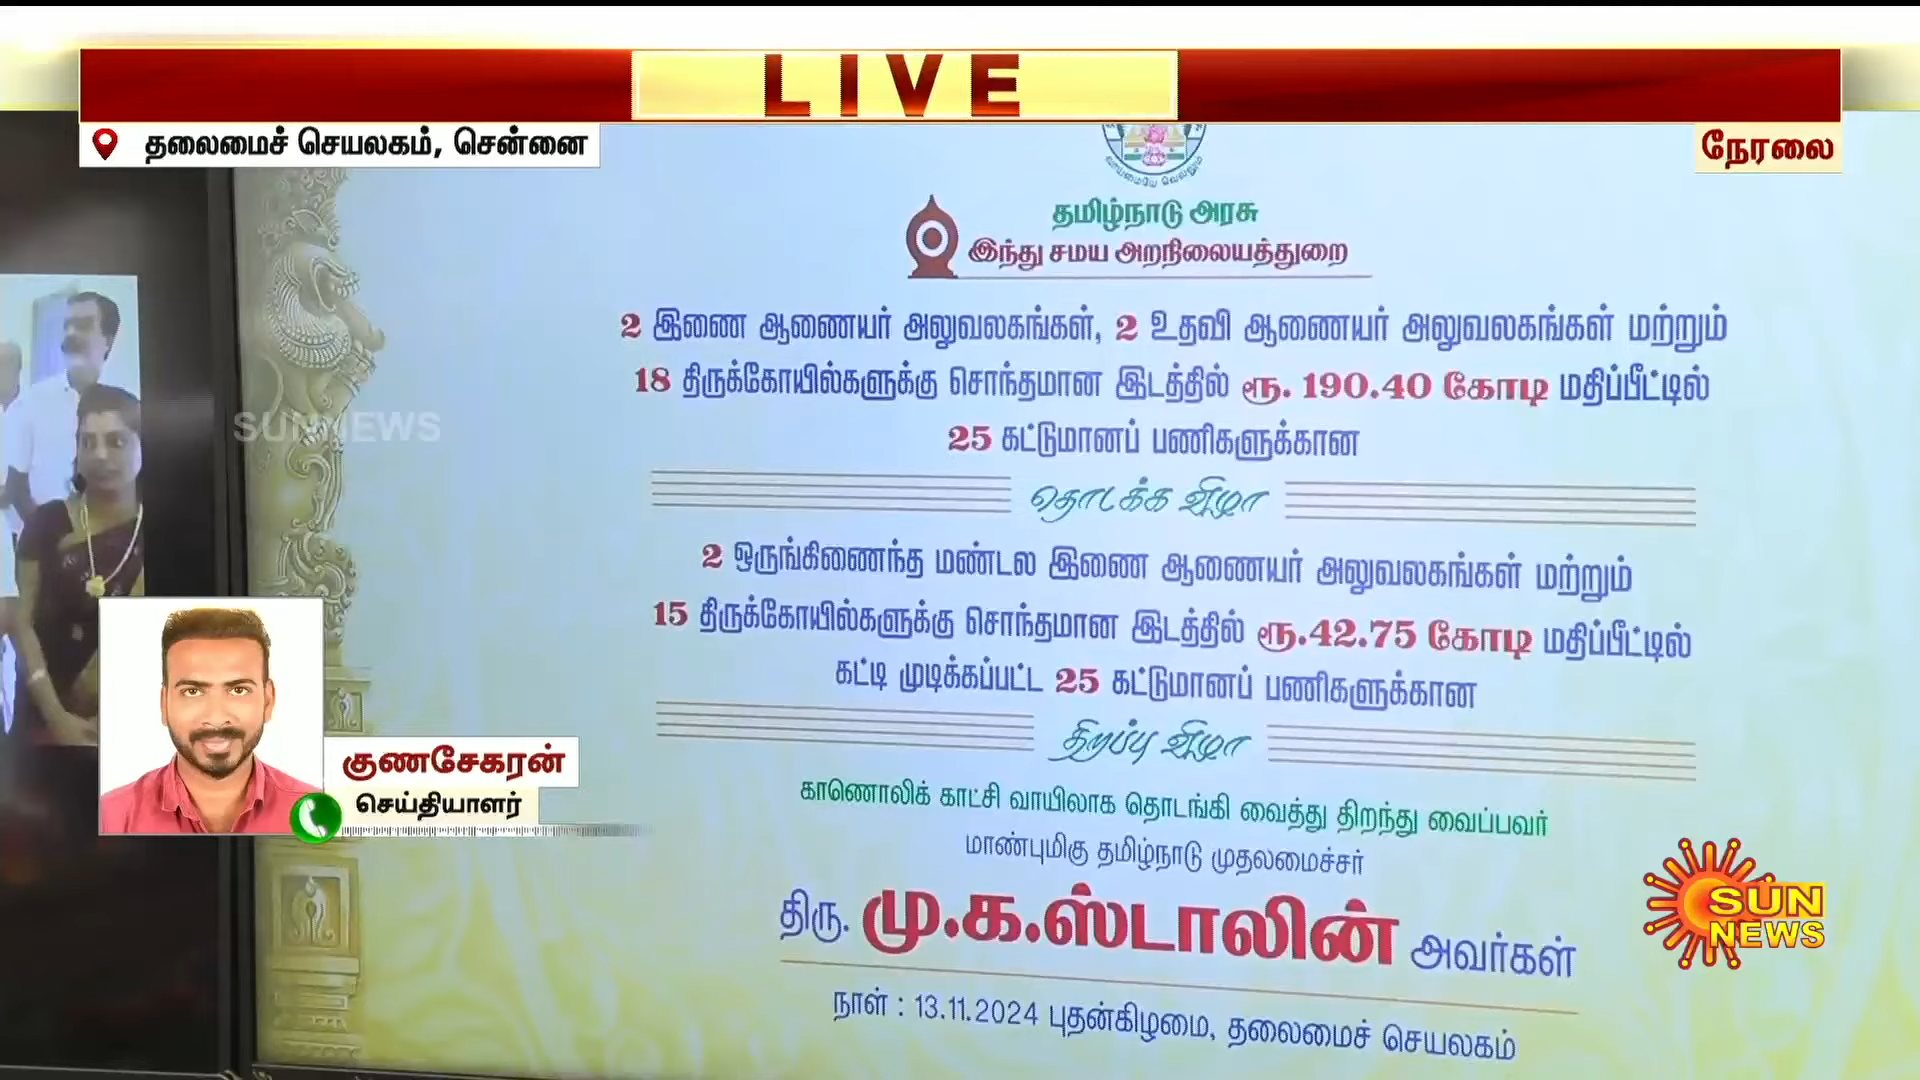 LIVE
தலைமைச் செயலகம், சென்னை
நேரலை
வாய்மையே வெல்லும்
தமிழ்நாடு அரசு
இந்து சமய அறநிலையத்துறை
2 இணை ஆணையர் அலுவலகங்கள், 2 உதவி ஆணையர் அலுவலகங்கள் மற்றும்
18 திருக்கோயில்களுக்கு சொந்தமான இடத்தில் ரூ. 190.40 கோடி மதிப்பீட்டில்
SUN NEWS
25 கட்டுமானப் பணிகளுக்கான
தொடக்க விழா
2 ஒருங்கிணைந்த மண்டல இணை ஆணையர் அலுவலகங்கள் மற்றும்
15 திருக்கோயில்களுக்கு சொந்தமான இடத்தில் ரூ.42.75 கோடி மதிப்பீட்டில்
கட்டி முடிக்கப்பட்ட 25 கட்டுமானப் பணிகளுக்கான
திறப்பு விழா
குணசேகரன்
செய்தியாளர்
காணொலிக் காட்சி வாயிலாக தொடங்கி வைத்து திறந்து வைப்பவர்
மாண்புமிகு தமிழ்நாடு முதலமைச்சர்
திரு. மு.க.ஸ்டாலின் அவர்கள்
SUN
NEWS
நாள் : 13.11.2024 புதன்கிழமை, தலைமைச் செயலகம்